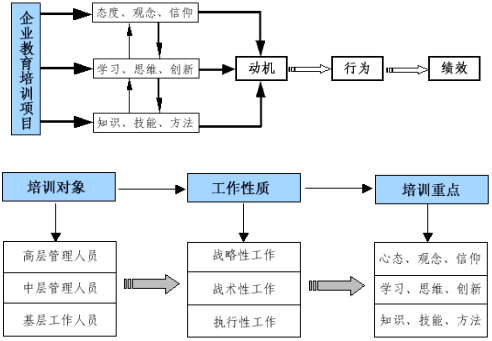 企业教育培训项目
态度、观念、信仰
学习、思维、创新
知识、技能、方法
动机
行为
绩效
培训对象
工作性质
培训重点
高层管理人员
中层管理人员
基层工作人员
战略性工作
战术性工作
执行性工作
心态、观念、信仰
学习、思维、创新
知识、技能、方法